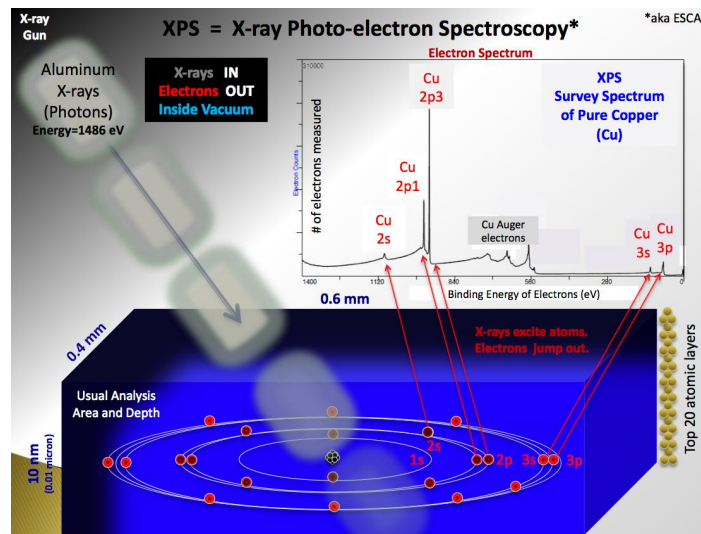 X-ray
Gun
XPS = X-ray Photo-electron Spectroscopy*
*aka ESCA
Aluminum
X-rays
(Photons)
Energy=1486 eV
X-rays IN
Electrons OUT
Inside Vacuum
Electron Spectrum
XPS
Survey Spectrum
of Pure Copper
(Cu)
Electron Counts
# of electrons measured
Cu
2p3
Cu
2p1
Cu
2s
Cu Auger
electrons
Cu
3s
Cu
3p
1400
1120
840
560
280
0
Binding Energy of Electrons (eV)
0.6 mm
0.4 mm
X-rays excite atoms.
Electrons jump out.
Usual Analysis
Area and Depth
10 nm
(0.01 micron)
1s
2s
2p
3s
3p
Top 20 atomic layers